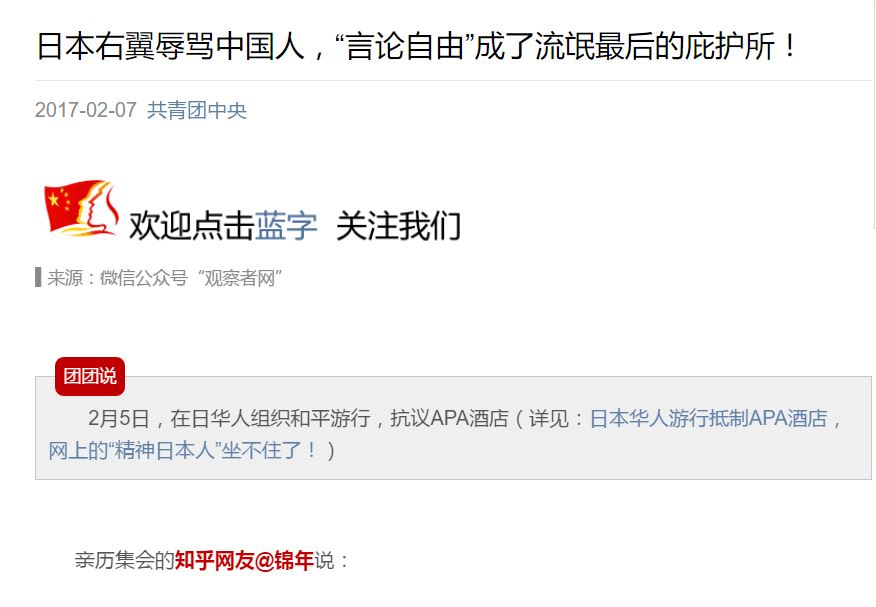 日本右翼辱骂中国人，“言论自由”成了流氓最后的庇护所！
2017-02-07 共青团中央
欢迎点击蓝字 关注我们
来源：微信公众号“观察者网”
团团说
2月5日，在日华人组织和平游行，抗议APA酒店（详见：日本华人游行抵制APA酒店，
网上的“精神日本人”坐不住了！）
亲历集会的知乎网友@锦年说：